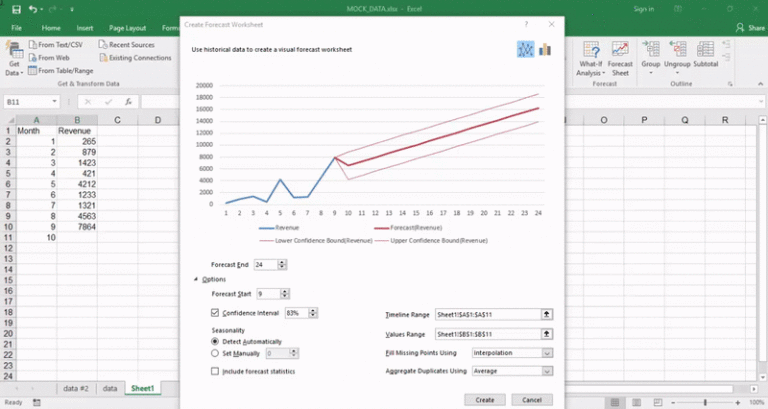 MOCK_DATA.xlsx - Excel
Sign in
File Home Insert Page Layout Form
Share
Get Data
From Text/CSV
From Web
From Table/Range
Recent Sources
Existing Connections
Get & Transform Data
What-If Analysis
Forecast Sheet
Forecast
Group Ungroup Subtotal
Outline
B11
fx
A B C D O P Q R
1 Month Revenue
2 1 265
3 2 879
4 3 1423
5 4 421
6 5 4212
7 6 1233
8 7 1321
9 8 4563
10 9 7864
11 10
12
13
14
15
16
17
18
19
20
21
22
23
24
data #2 data Sheet1
Ready
100%
Create Forecast Worksheet
?
Use historical data to create a visual forecast worksheet
20000
18000
16000
14000
12000
10000
8000
6000
4000
2000
0
1 2 3 4 5 6 7 8 9 10 11 12 13 14 15 16 17 18 19 20 21 22 23 24
Revenue Forecast(Revenue)
Lower Confidence Bound(Revenue) Upper Confidence Bound(Revenue)
Forecast End 24
Options
Forecast Start 9
Confidence Interval 83%
Seasonality
Detect Automatically
Set Manually 0
Include forecast statistics
Timeline Range Sheet1!$A$1:$A$11
Values Range Sheet1!$B$1:$B$11
Fill Missing Points Using Interpolation
Aggregate Duplicates Using Average
Create Cancel